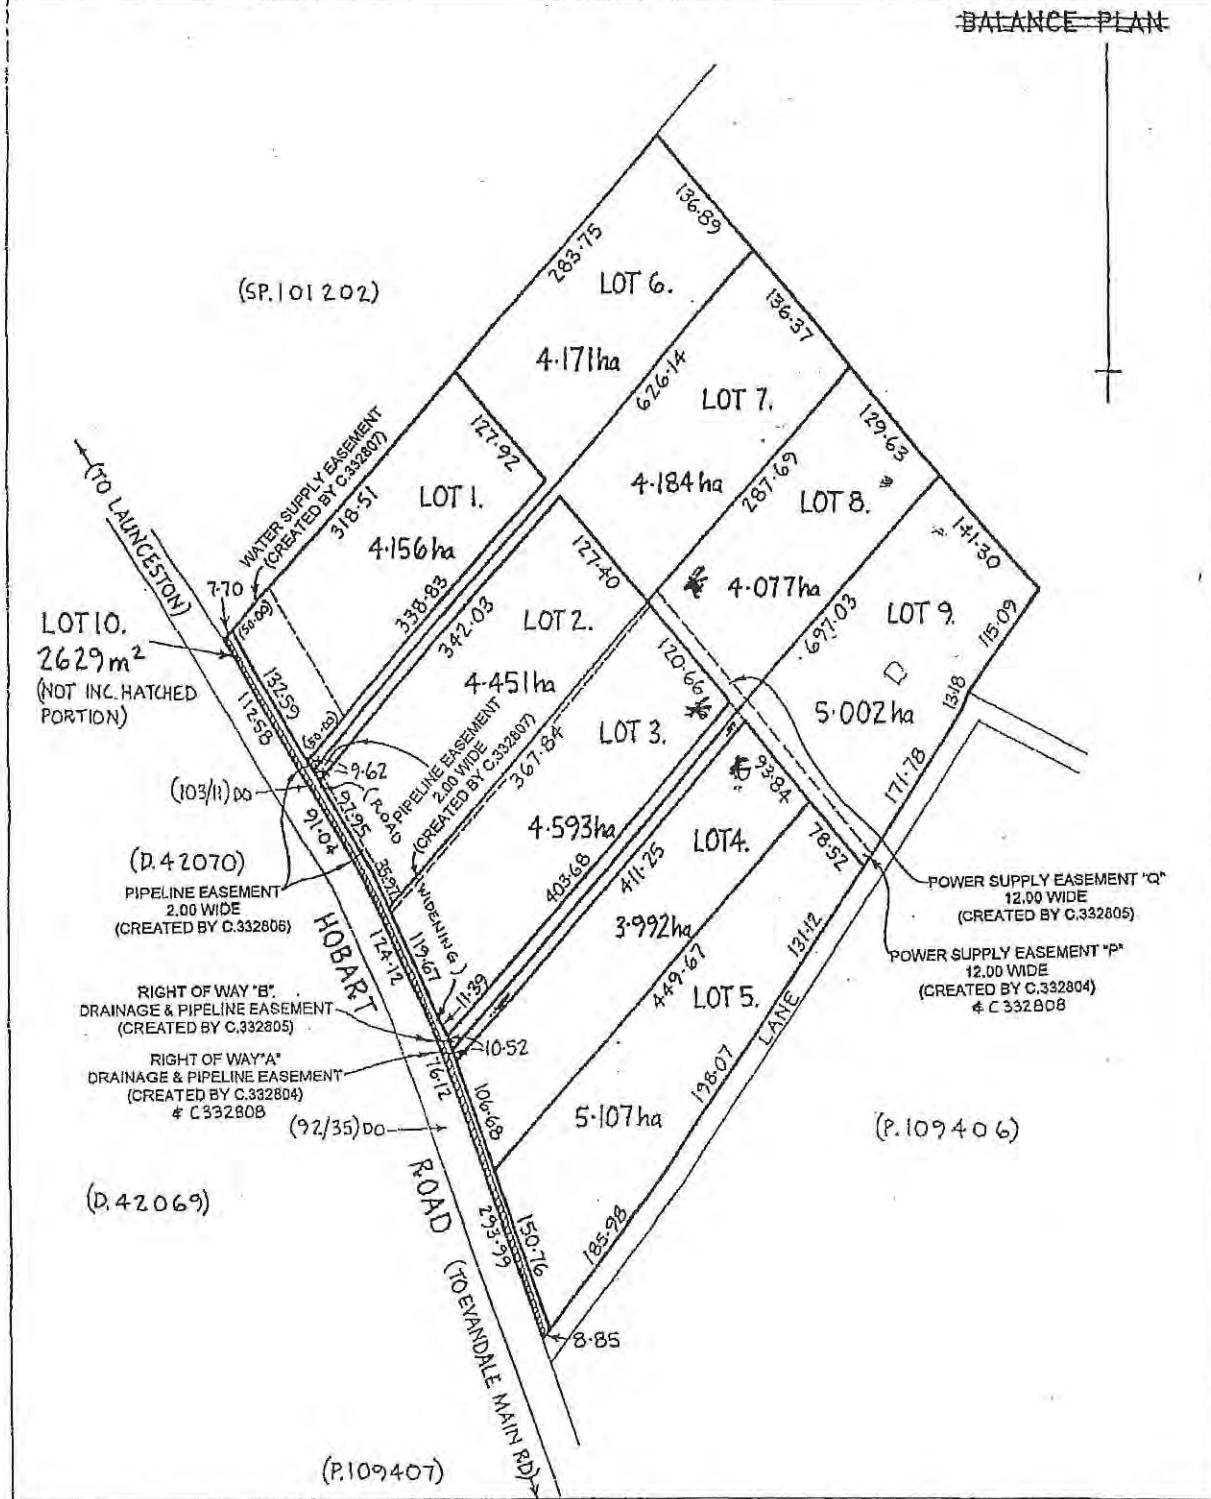 BALANCE PLAN
136.89
283.75
LOT 6.
(SP.101202)
136.37
4.171ha
626.14
LOT 7.
129.63
127.92
WATER SUPPLY EASEMENT
(CREATED BY C.332807)
318.51
LOT 1.
4.184ha
287.69
LOT 8.
(TO LAUNCESTON)
4.156ha
141.30
127.40
7.70
(50.00)
4.077ha
LOT 10.
2629m²
(NOT INC. HATCHED
PORTION)
338.83
342.03
LOT 2.
697.03
LOT 9.
115.09
132.59
112.58
(50.00)
4.451ha
120.66
13.18
5.002ha
PIPELINE EASEMENT
2.00 WIDE
(CREATED BY C.332807)
367.84
LOT 3.
9.62
(103/11)DO
97.95
(ROAD
93.84
171.78
91.04
4.593ha
(D.42070)
35.97
403.68
411.25
LOT 4.
78.52
PIPELINE EASEMENT
2.00 WIDE
(CREATED BY C.332806)
WIDENING)
POWER SUPPLY EASEMENT "Q"
12.00 WIDE
(CREATED BY C.332805)
HOBART
124.12
119.67
3.992ha
131.12
POWER SUPPLY EASEMENT "P"
12.00 WIDE
(CREATED BY C.332804)
& C332808
449.67
LOT 5.
LANE
RIGHT OF WAY "B".
DRAINAGE & PIPELINE EASEMENT
(CREATED BY C.332805)
11.39
10.52
RIGHT OF WAY "A"
DRAINAGE & PIPELINE EASEMENT
(CREATED BY C.332804)
& C332808
76.12
198.07
106.68
5.107ha
(92/35)DO
(P.109406)
ROAD
(D.42069)
293.99
150.76
185.98
(TO EVANDALE MAIN RD)
8.85
(P.109407)